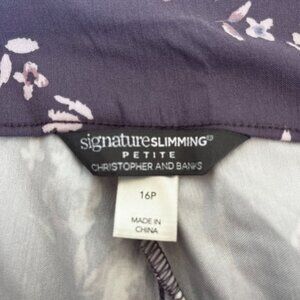 signatureSLIMMING®
PETITE
CHRISTOPHER AND BANKS
16P
MADE IN
CHINA